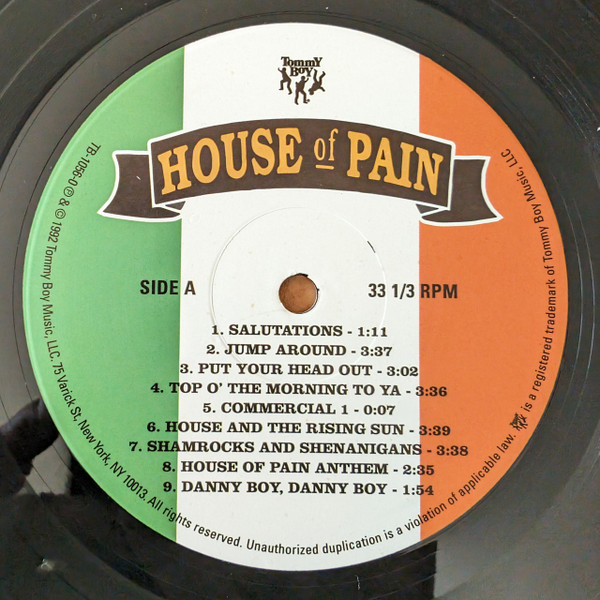 Tommy
Boy
HOUSE of PAIN
SIDE A
33 1/3 RPM
1. SALUTATIONS - 1:11
2. JUMP AROUND - 3:37
3. PUT YOUR HEAD OUT - 3:02
4. TOP O' THE MORNING TO YA - 3:36
5. COMMERCIAL 1 - 0:07
6. HOUSE AND THE RISING SUN - 3:39
7. SHAMROCKS AND SHENANIGANS - 3:38
8. HOUSE OF PAIN ANTHEM - 2:35
9. DANNY BOY, DANNY BOY - 1:54
TB-1056-0 ℗ & © 1992 Tommy Boy Music, LLC. 75 Varick St, New York, NY 10013. All rights reserved. Unauthorized duplication is a violation of applicable law. is a registered trademark of Tommy Boy Music, LLC